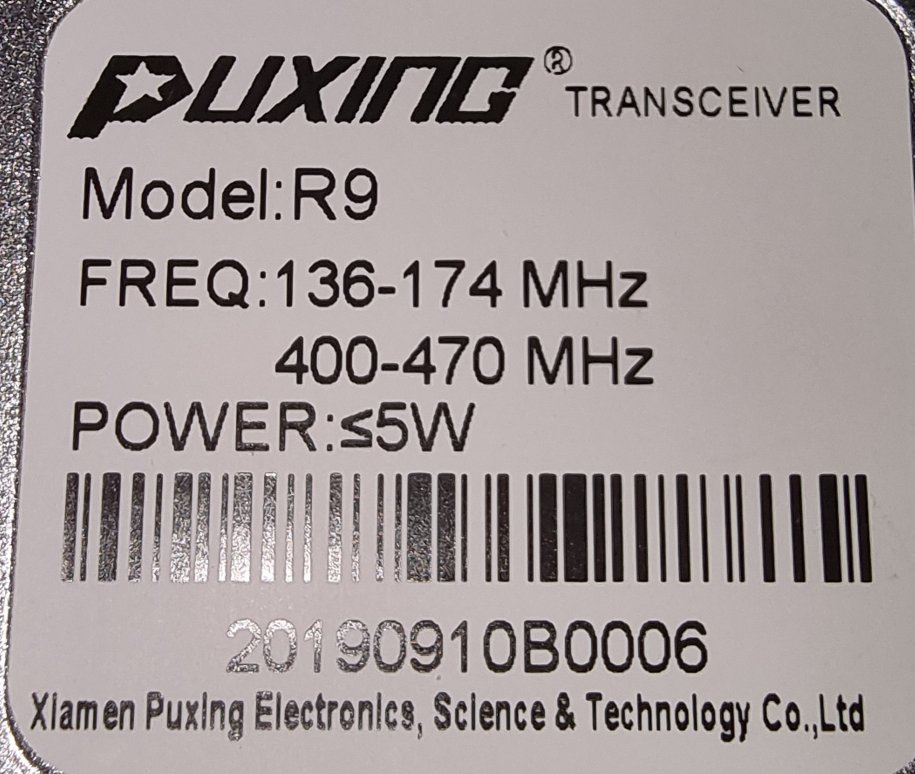 PUXING® TRANSCEIVER
Model:R9
FREQ:136-174 MHz
400-470 MHz
POWER:≤5W
20190910B0006
Xiamen Puxing Electronics, Science & Technology Co.,Ltd